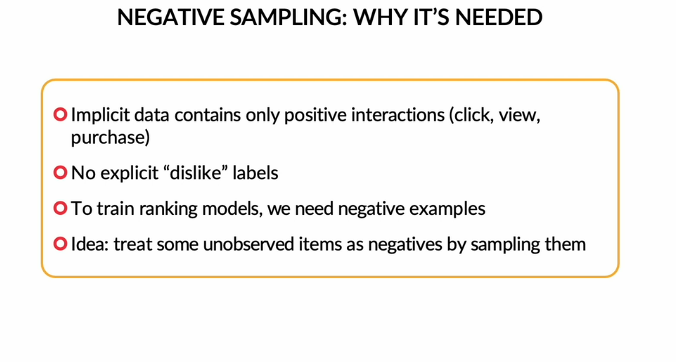 NEGATIVE SAMPLING: WHY IT’S NEEDED
Implicit data contains only positive interactions (click, view,
purchase)
No explicit “dislike” labels
To train ranking models, we need negative examples
Idea: treat some unobserved items as negatives by sampling them